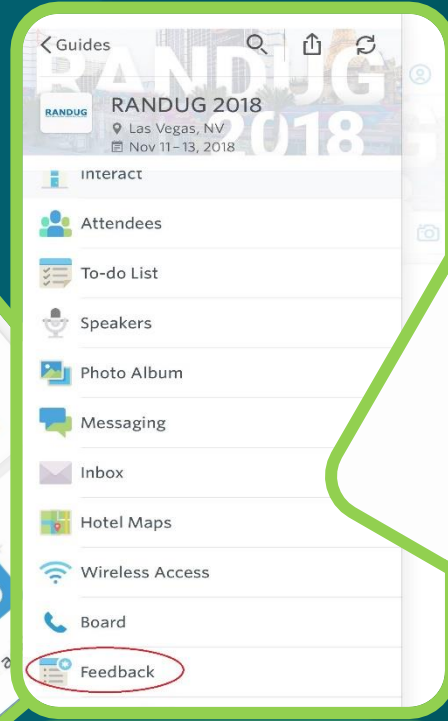 Guides
RANDUG
2018
RANDUG
RANDUG 2018
Las Vegas, NV
Nov 11–13, 2018
Interact
Attendees
To-do List
Speakers
Photo Album
Messaging
Inbox
Hotel Maps
Wireless Access
Board
Feedback